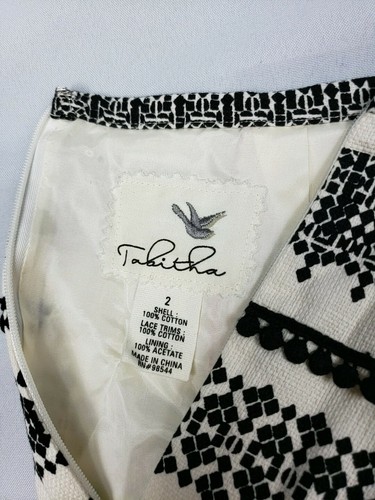 Tabitha
2
SHELL :
100% COTTON
LACE TRIMS :
100% COTTON
LINING :
100% ACETATE
MADE IN CHINA
RN#98544